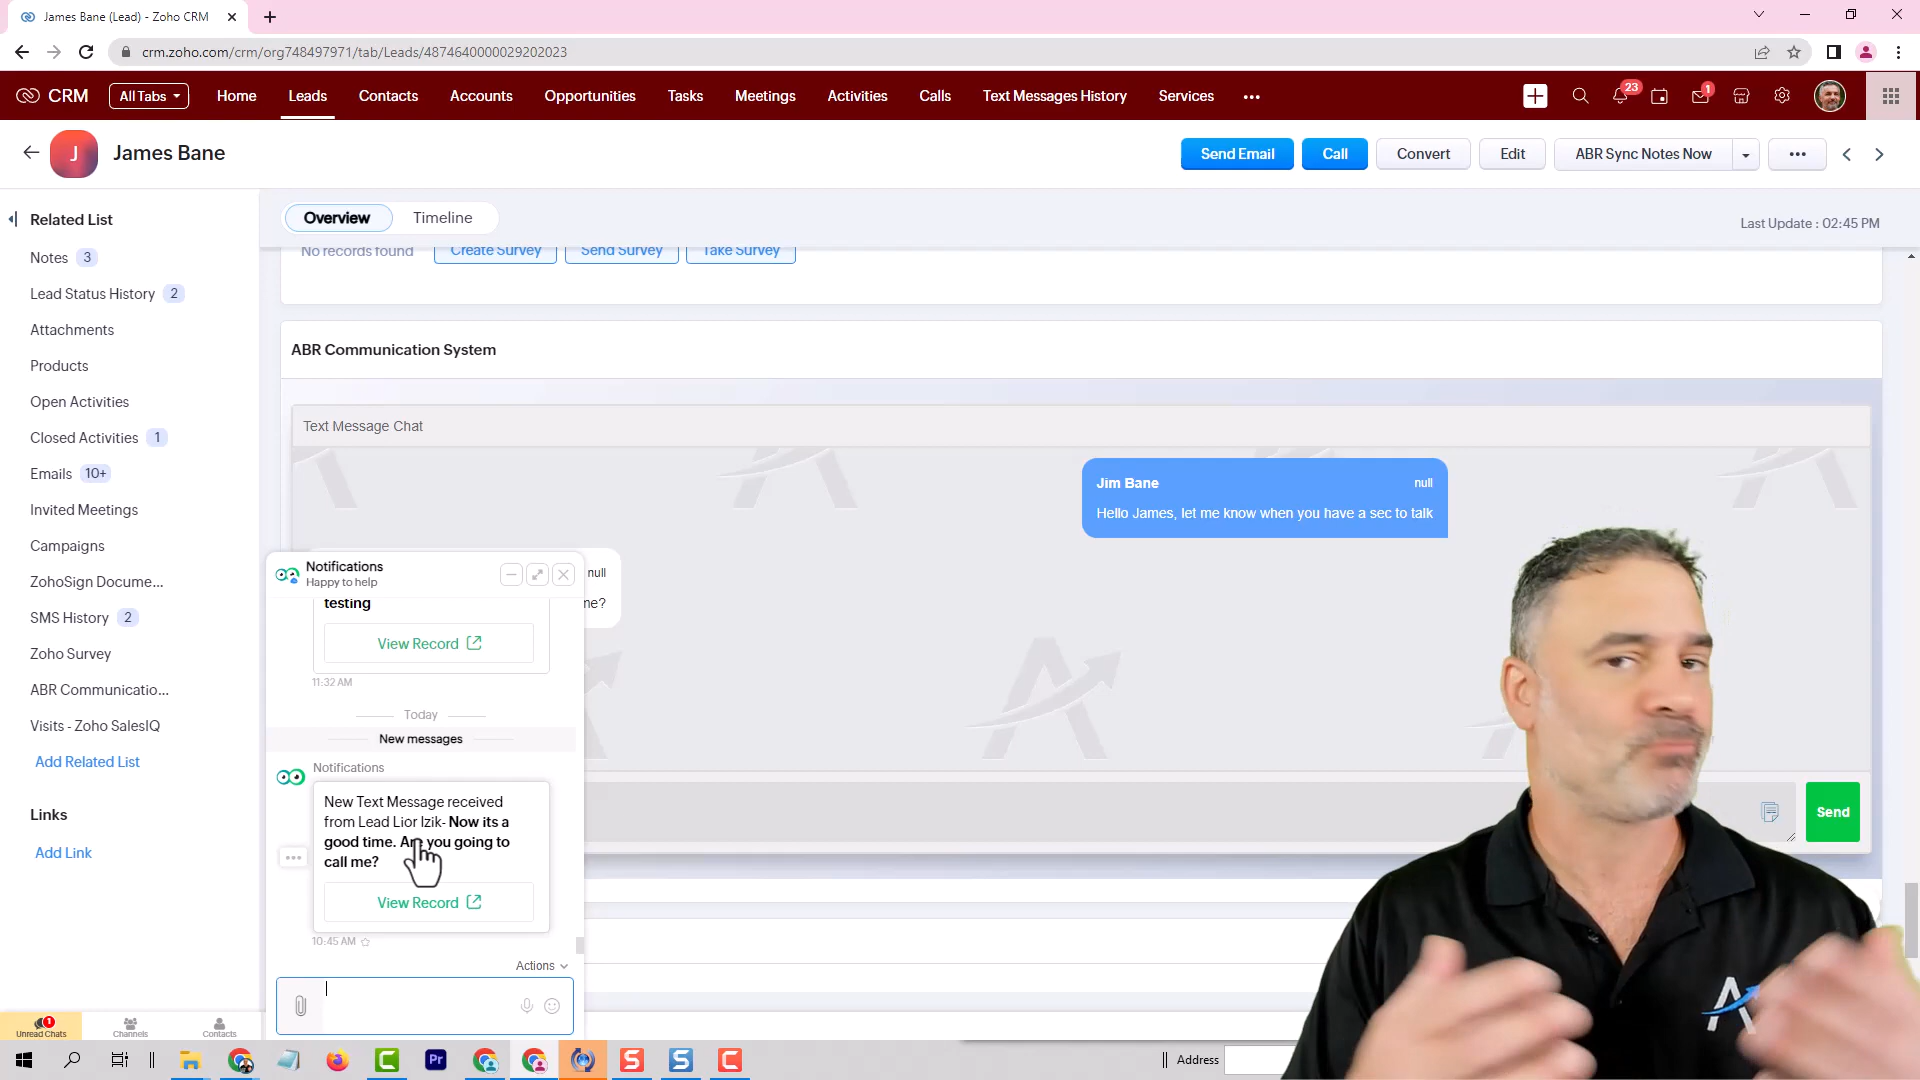 James Bane (Lead) - Zoho CRM
crm.zoho.com/crm/org748497971/tab/Leads/4874640000029202023
CRM
All Tabs
Home
Leads
Contacts
Accounts
Opportunities
Tasks
Meetings
Activities
Calls
Text Messages History
Services
23
1
J
James Bane
Send Email
Call
Convert
Edit
ABR Sync Notes Now
Related List
Overview
Timeline
Last Update : 02:45 PM
Notes 3
Lead Status History 2
Attachments
Products
Open Activities
Closed Activities 1
Emails 10+
Invited Meetings
Campaigns
ZohoSign Docume...
SMS History 2
Zoho Survey
ABR Communicatio...
Visits - Zoho SalesIQ
Add Related List
Links
Add Link
No records found
Create Survey
Send Survey
Take Survey
ABR Communication System
Text Message Chat
Jim Bane
null
Hello James, let me know when you have a sec to talk
null
me?
Send
Notifications
Happy to help
testing
View Record
11:32 AM
Today
New messages
Notifications
New Text Message received
from Lead Lior Izik- Now its a
good time. Are you going to
call me?
View Record
10:45 AM
Actions
1
Unread Chats
Channels
Contacts
Pr
S
S
C
Address